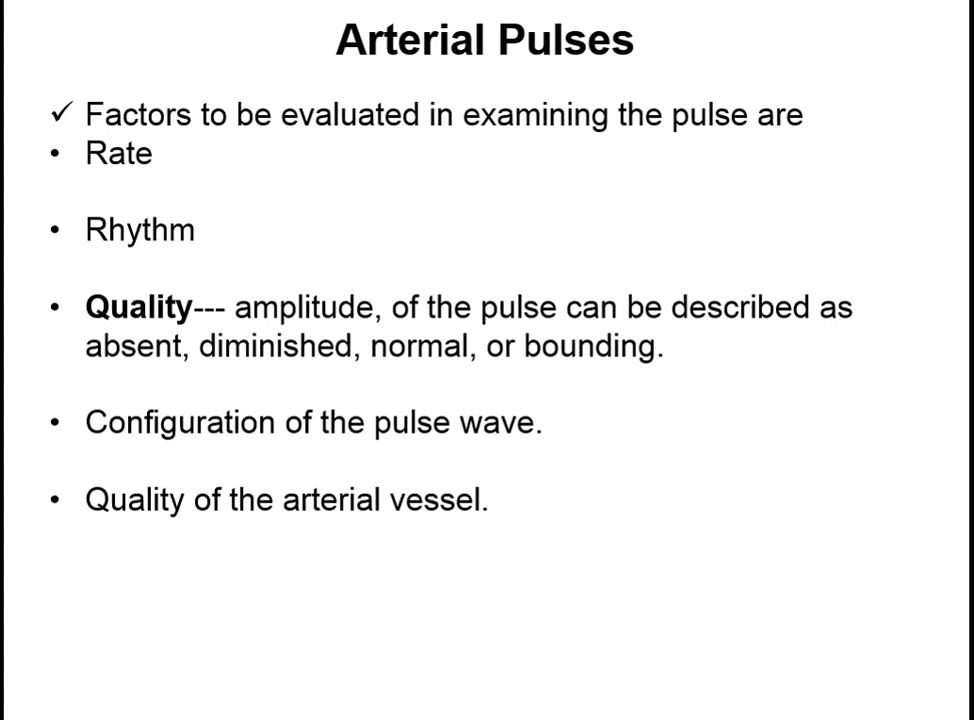 Arterial Pulses
✓ Factors to be evaluated in examining the pulse are
• Rate
• Rhythm
• Quality--- amplitude, of the pulse can be described as
absent, diminished, normal, or bounding.
• Configuration of the pulse wave.
• Quality of the arterial vessel.